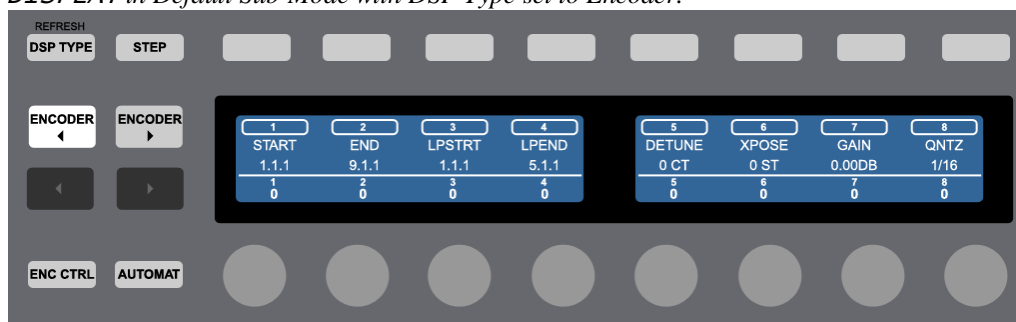 DISPLAY in Default Sub-Mode with DSP Type set to Encoder.
REFRESH
DSP TYPE STEP
ENCODER ENCODER
1 2 3 4 5 6 7 8
START END LPSTRT LPEND DETUNE XPOSE GAIN QNTZ
1.1.1 9.1.1 1.1.1 5.1.1 0 CT 0 ST 0.00DB 1/16
1 2 3 4 5 6 7 8
0 0 0 0 0 0 0 0
ENC CTRL AUTOMAT